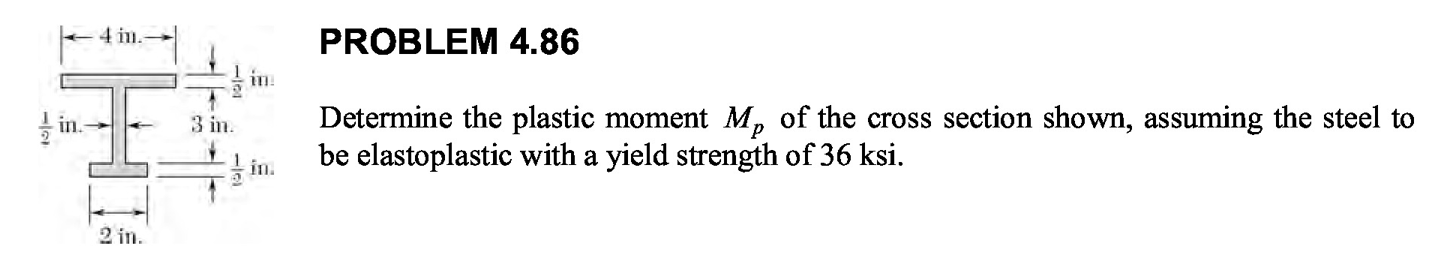 4 in.
PROBLEM 4.86
1/2 in.
Determine the plastic moment M_p of the cross section shown, assuming the steel to
be elastoplastic with a yield strength of 36 ksi.
1/2 in.
3 in.
1/2 in.
2 in.